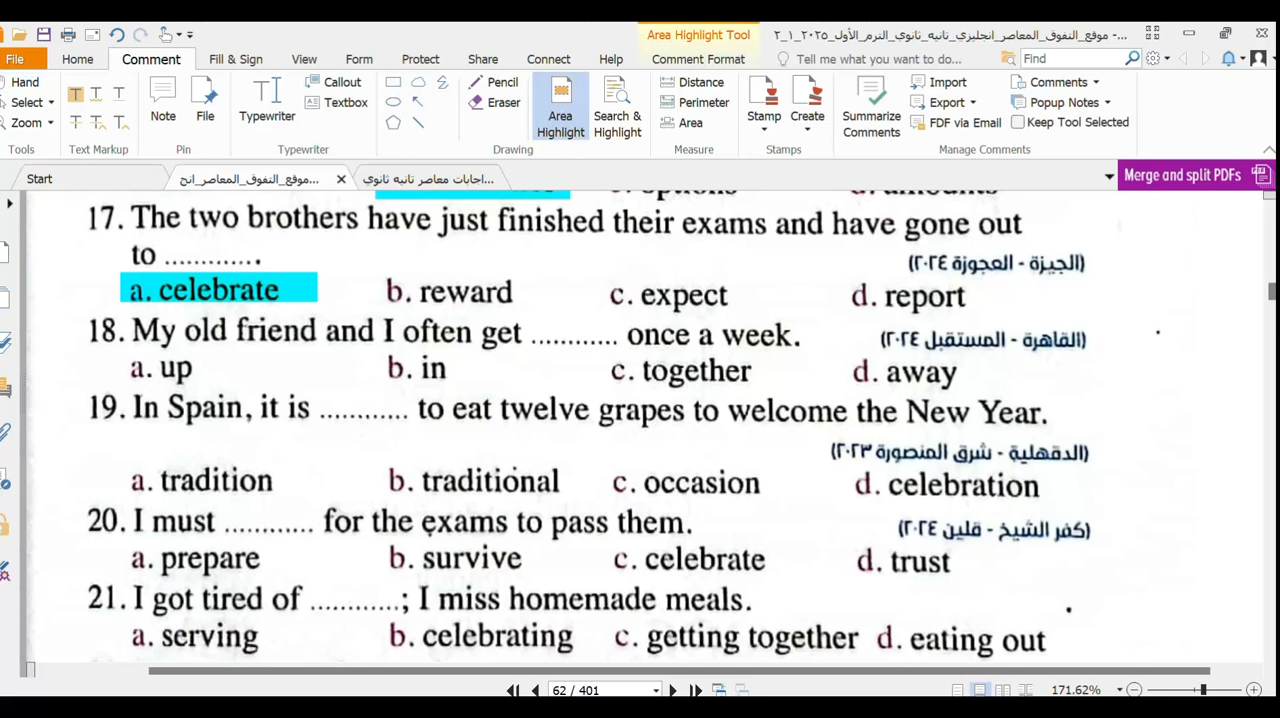 Area Highlight Tool
موقع_التفوق_المعاصر_انجليزي_ثانيه_ثانوي_الترم_الأول_٢٠٢٥_١_٢ - ...
File Home Comment Fill & Sign View Form Protect Share Connect Help Comment Format Tell me what you want to do... Find
Hand
Select
Zoom
Tools
Text Markup
Note
File
Pin
Typewriter
Callout
Textbox
Typewriter
Pencil
Eraser
Drawing
Area Highlight
Search & Highlight
Distance
Perimeter
Area
Measure
Stamp
Create
Stamps
Summarize Comments
Import
Export
FDF via Email
Comments
Popup Notes
Keep Tool Selected
Manage Comments
Start
موقع_التفوق_المعاصر_انج...
اجابات معاصر تانيه ثانوي...
Merge and split PDFs
17. The two brothers have just finished their exams and have gone out
to ............. (الجيزة - العجوزة ٢٠٢٤)
a. celebrate b. reward c. expect d. report
18. My old friend and I often get ............ once a week. (القاهرة - المستقبل ٢٠٢٤)
a. up b. in c. together d. away
19. In Spain, it is ............ to eat twelve grapes to welcome the New Year.
(الدقهلية - شرق المنصورة ٢٠٢٣)
a. tradition b. traditional c. occasion d. celebration
20. I must ............ for the exams to pass them. (كفر الشيخ - قلين ٢٠٢٤)
a. prepare b. survive c. celebrate d. trust
21. I got tired of ............; I miss homemade meals.
a. serving b. celebrating c. getting together d. eating out
62 / 401
171.62%